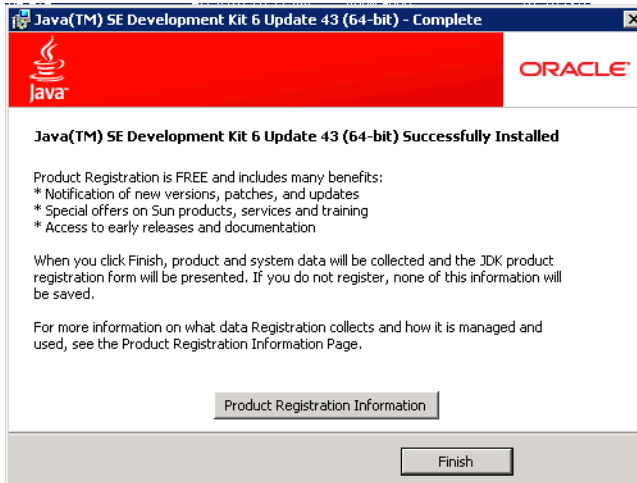 Java(TM) SE Development Kit 6 Update 43 (64-bit) - Complete
Java™
ORACLE®
Java(TM) SE Development Kit 6 Update 43 (64-bit) Successfully Installed
Product Registration is FREE and includes many benefits:
* Notification of new versions, patches, and updates
* Special offers on Sun products, services and training
* Access to early releases and documentation
When you click Finish, product and system data will be collected and the JDK product
registration form will be presented. If you do not register, none of this information will
be saved.
For more information on what data Registration collects and how it is managed and
used, see the Product Registration Information Page.
Product Registration Information
Finish